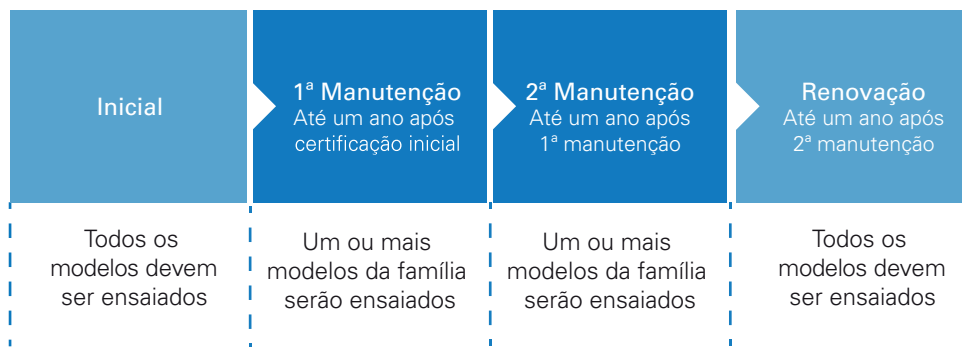 Inicial
1ª Manutenção
Até um ano após
certificação inicial
2ª Manutenção
Até um ano após
1ª manutenção
Renovação
Até um ano após
2ª manutenção
Todos os
modelos devem
ser ensaiados
Um ou mais
modelos da família
serão ensaiados
Um ou mais
modelos da família
serão ensaiados
Todos os
modelos devem
ser ensaiados